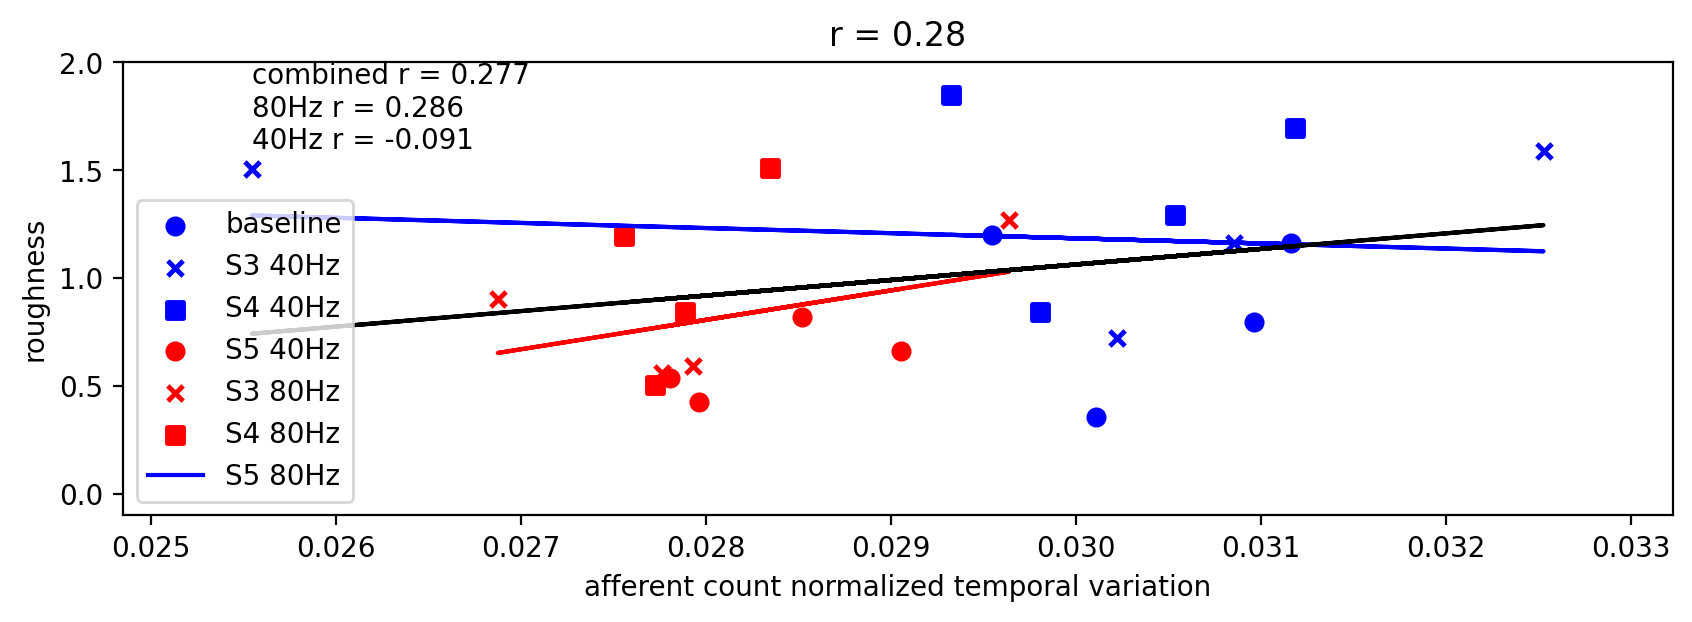 r = 0.28
combined r = 0.277
80Hz r = 0.286
40Hz r = -0.091
roughness
2.0
1.5
1.0
0.5
0.0
baseline
S3 40Hz
S4 40Hz
S5 40Hz
S3 80Hz
S4 80Hz
S5 80Hz
0.025 0.026 0.027 0.028 0.029 0.030 0.031 0.032 0.033
afferent count normalized temporal variation